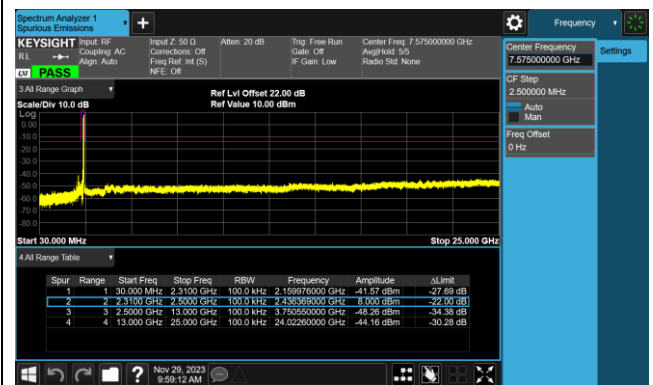 Spectrum Analyzer 1
Spurious Emissions
Frequency
KEYSIGHT Input: RF Input Z: 50 Ω Atten: 20 dB Trig: Free Run Center Freq: 7.575000000 GHz
RL Coupling: AC Corrections: Off Gate: Off Avg|Hold: 5/5
Align: Auto Freq Ref: Int (S) IF Gain: Low Radio Std: None
LXI PASS NFE: Off
Center Frequency
7.575000000 GHz
Settings
CF Step
2.500000 MHz
Auto
Man
Freq Offset
0 Hz
3 All Range Graph
Ref Lvl Offset 22.00 dB
Scale/Div 10.0 dB Ref Value 10.00 dBm
Log
0.00
-10.0
-20.0
-30.0
-40.0
-50.0
-60.0
-70.0
-80.0
Start 30.000 MHz Stop 25.000 GHz
4 All Range Table
Spur Range Start Freq Stop Freq RBW Frequency Amplitude ΔLimit
1 1 30.000 MHz 2.3100 GHz 100.0 kHz 2.159976000 GHz -41.57 dBm -27.69 dB
2 2 2.3100 GHz 2.5000 GHz 100.0 kHz 2.436369000 GHz 8.000 dBm -22.00 dB
3 3 2.5000 GHz 13.000 GHz 100.0 kHz 3.750550000 GHz -48.26 dBm -34.38 dB
4 4 13.000 GHz 25.000 GHz 100.0 kHz 24.02260000 GHz -44.16 dBm -30.28 dB
? Nov 29, 2023
9:59:12 AM